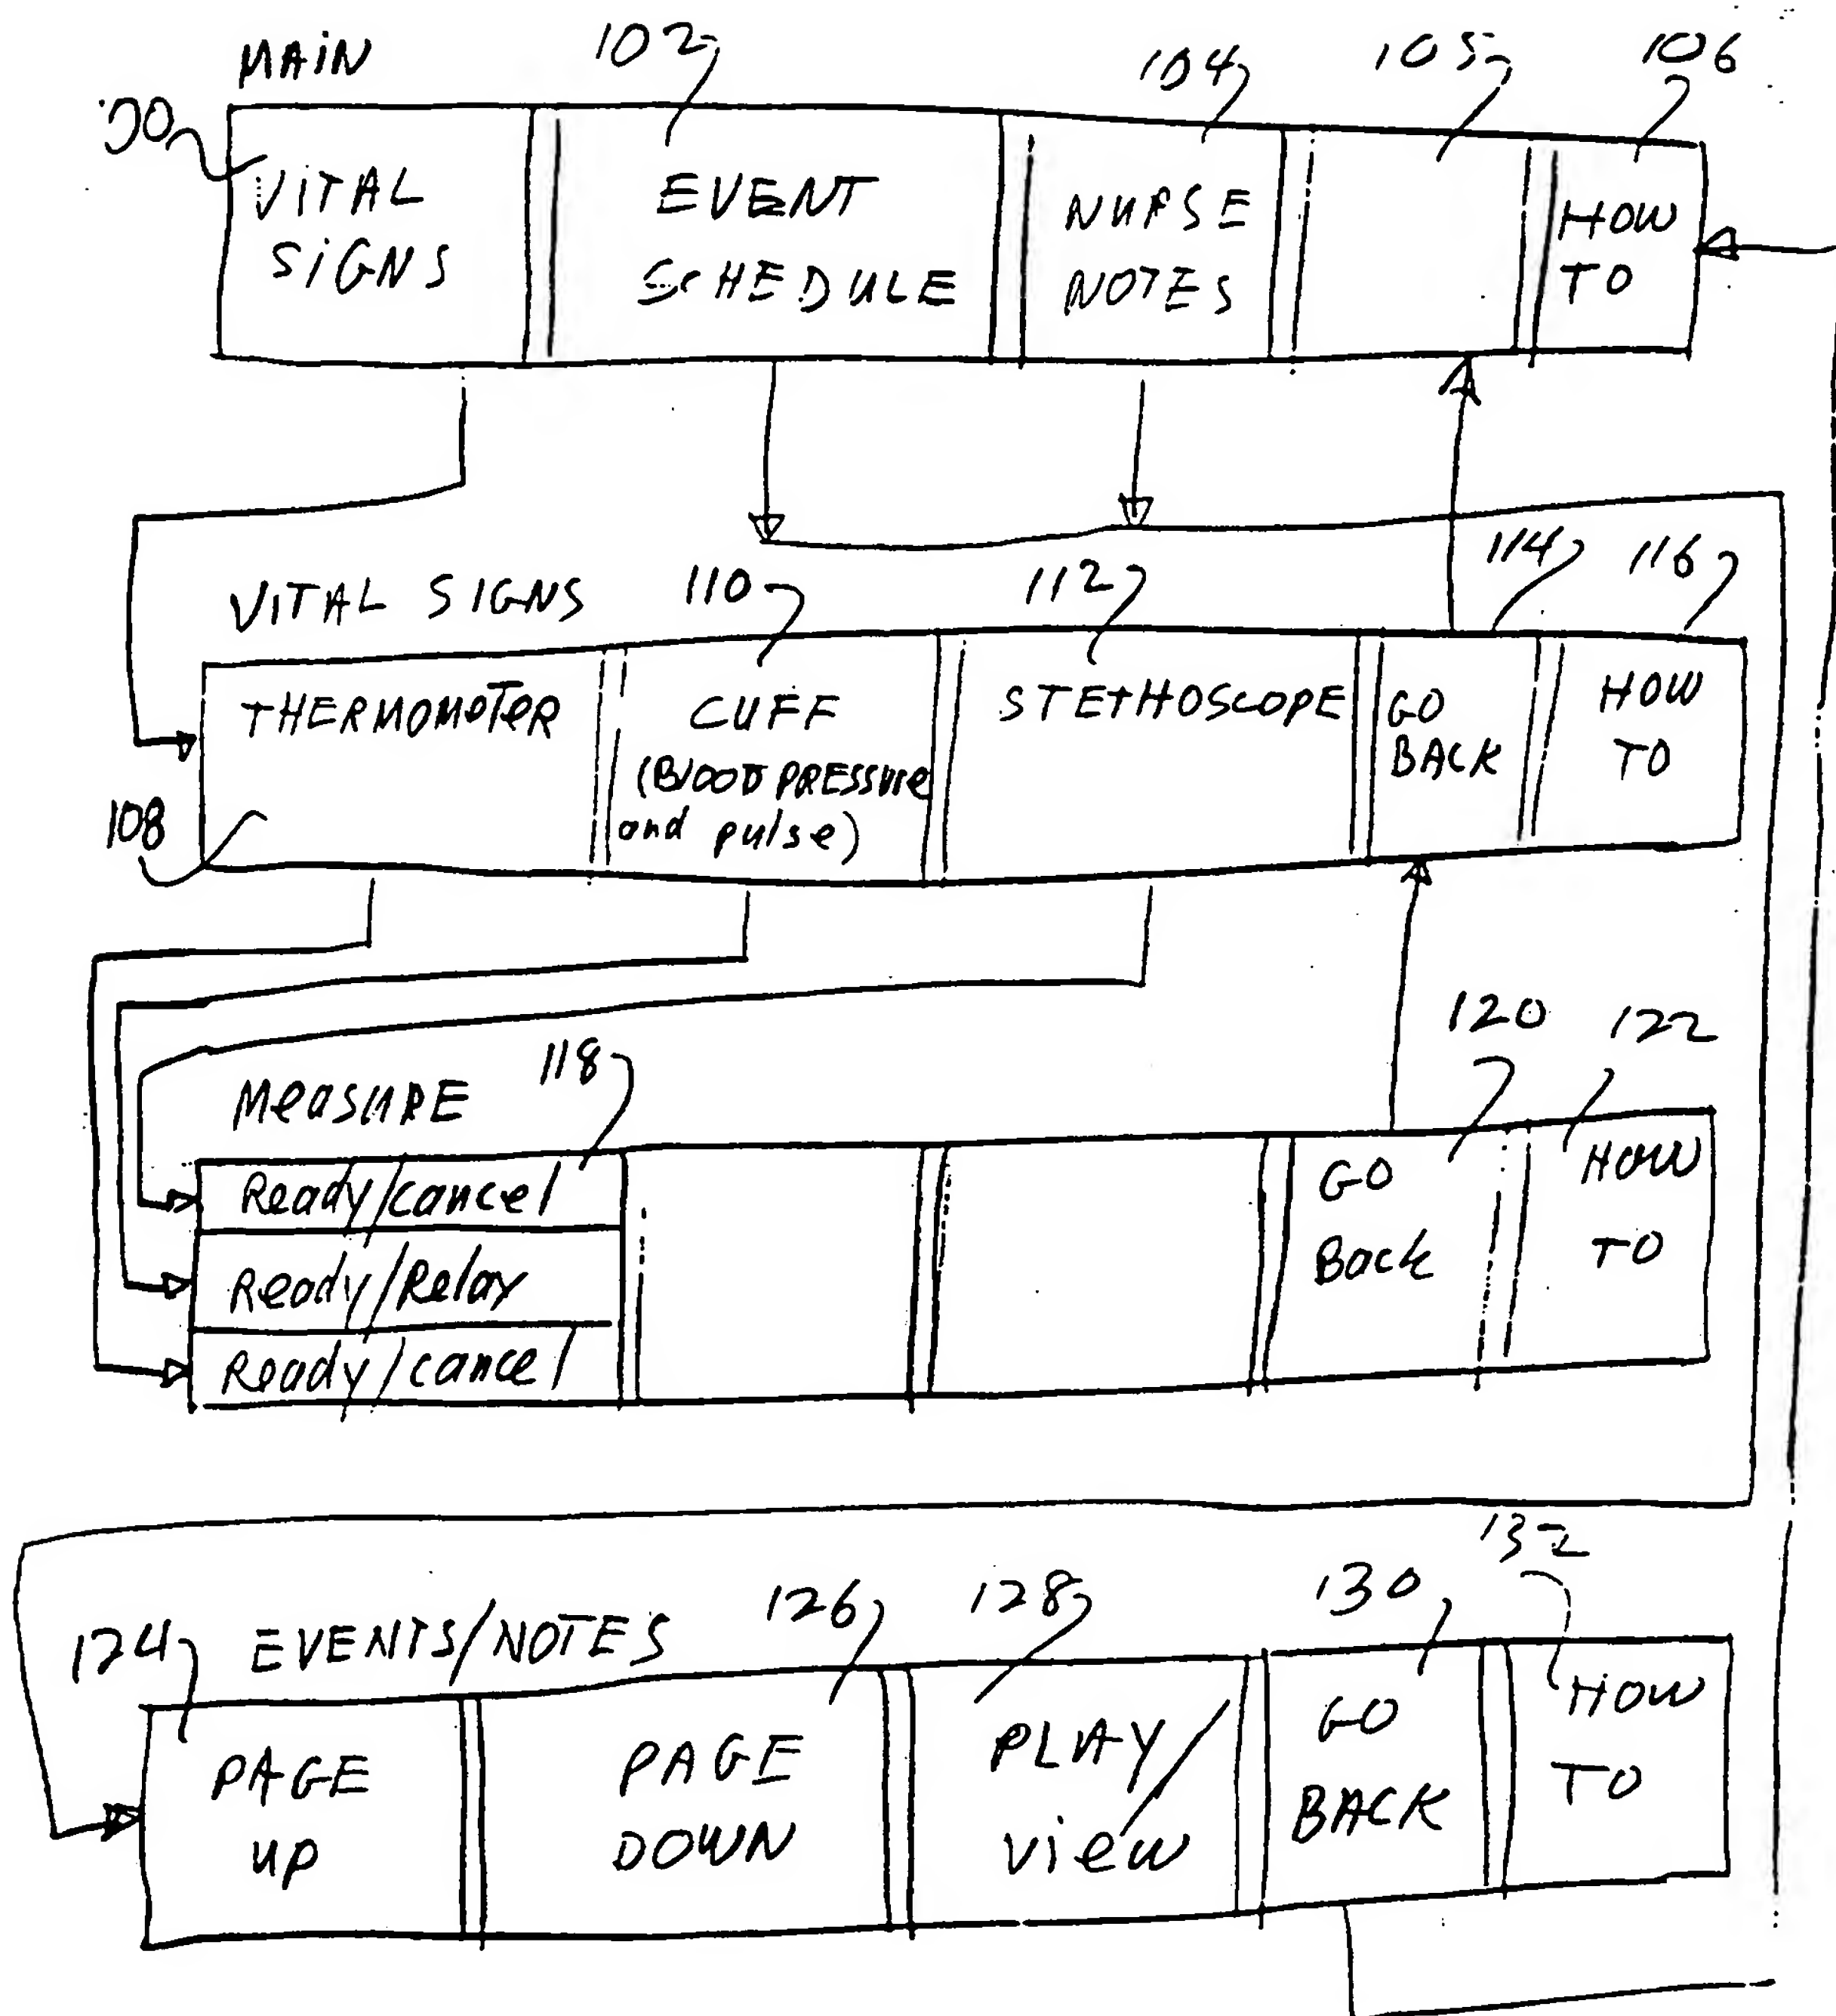 MAIN
102
104
105
106
00
VITAL
SIGNS
EVENT
SCHEDULE
NURSE
NOTES
HOW
TO
VITAL SIGNS
110
112
114
116
THERMOMETER
CUFF
(Blood PRESSURE
and pulse)
STETHOSCOPE
GO
BACK
HOW
TO
108
MEASURE
118
120
122
Ready/cancel
Ready/Relax
Ready/cancel
GO
Back
HOW
TO
124
EVENTS/NOTES
126
128
130
132
PAGE
UP
PAGE
DOWN
PLAY/
view
GO
BACK
HOW
TO